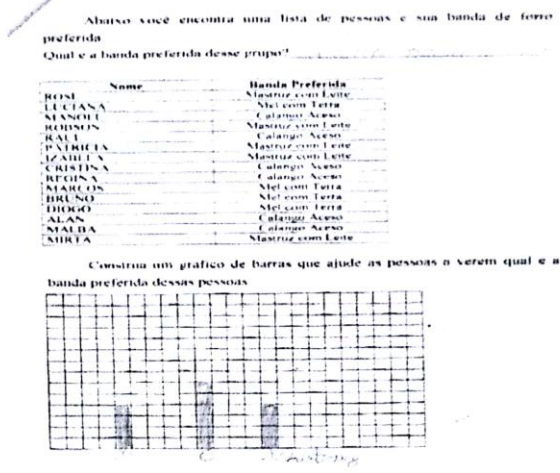 Abaixo você encontra uma lista de pessoas e sua banda de forro
preferida
Qual e a banda preferida desse grupo?
Nome Banda Preferida
ROSE Mastruz com Leite
LUCIANA Mel com Terra
MANOEL Calango Aceso
ROBSON Mastruz com Leite
RAUL Calango Aceso
PATRICIA Mastruz com Leite
IZABELA Mastruz com Leite
CRISTINA Calango Aceso
REGINA Calango Aceso
MARCOS Mel com Terra
BRUNO Mel com Terra
DIOGO Mel com Terra
ALAN Calango Aceso
MALBA Calango Aceso
MIRTA Mastruz com Leite
Construa um gráfico de barras que ajude as pessoas a verem qual e a
banda preferida dessas pessoas